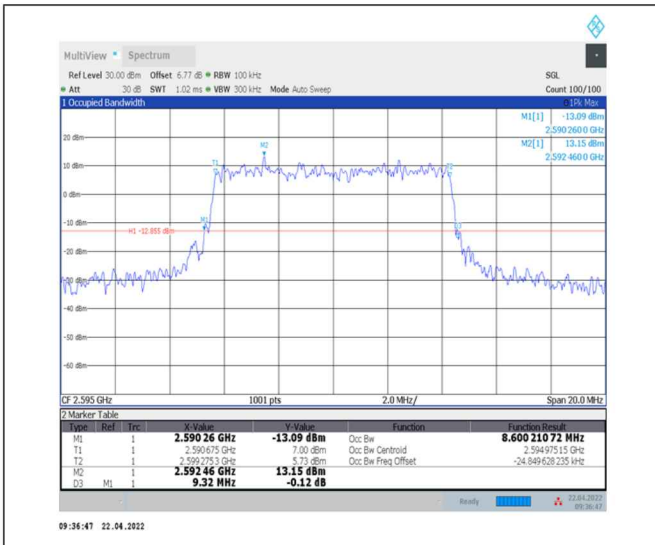 MultiView Spectrum
Ref Level 30.00 dBm Offset 6.77 dB RBW 100 kHz SGL
Att 30 dB SWT 1.02 ms VBW 300 kHz Mode Auto Sweep Count 100/100
1 Occupied Bandwidth 1Pk Max
M1[1] -13.09 dBm
2.590 260 0 GHz
M2[1] 13.15 dBm
2.592 460 0 GHz
20 dBm
M2
T1
T2
10 dBm
0 dBm
-10 dBm
M1
H1 -12.855 dBm
-20 dBm
-30 dBm
-40 dBm
-50 dBm
-60 dBm
CF 2.595 GHz 1001 pts 2.0 MHz/ Span 20.0 MHz
2 Marker Table
Type Ref Trc X-Value Y-Value Function Function Result
M1 1 2.590 26 GHz -13.09 dBm Occ Bw 8.600 210 72 MHz
T1 1 2.590 675 GHz 7.00 dBm Occ Bw Centroid 2.594 975 15 GHz
T2 1 2.599 275 3 GHz 5.73 dBm Occ Bw Freq Offset -24.849 628 235 kHz
M2 1 2.592 46 GHz 13.15 dBm
D3 M1 1 9.32 MHz -0.12 dB
Ready 22.04.2022
09:36:47
09:36:47 22.04.2022